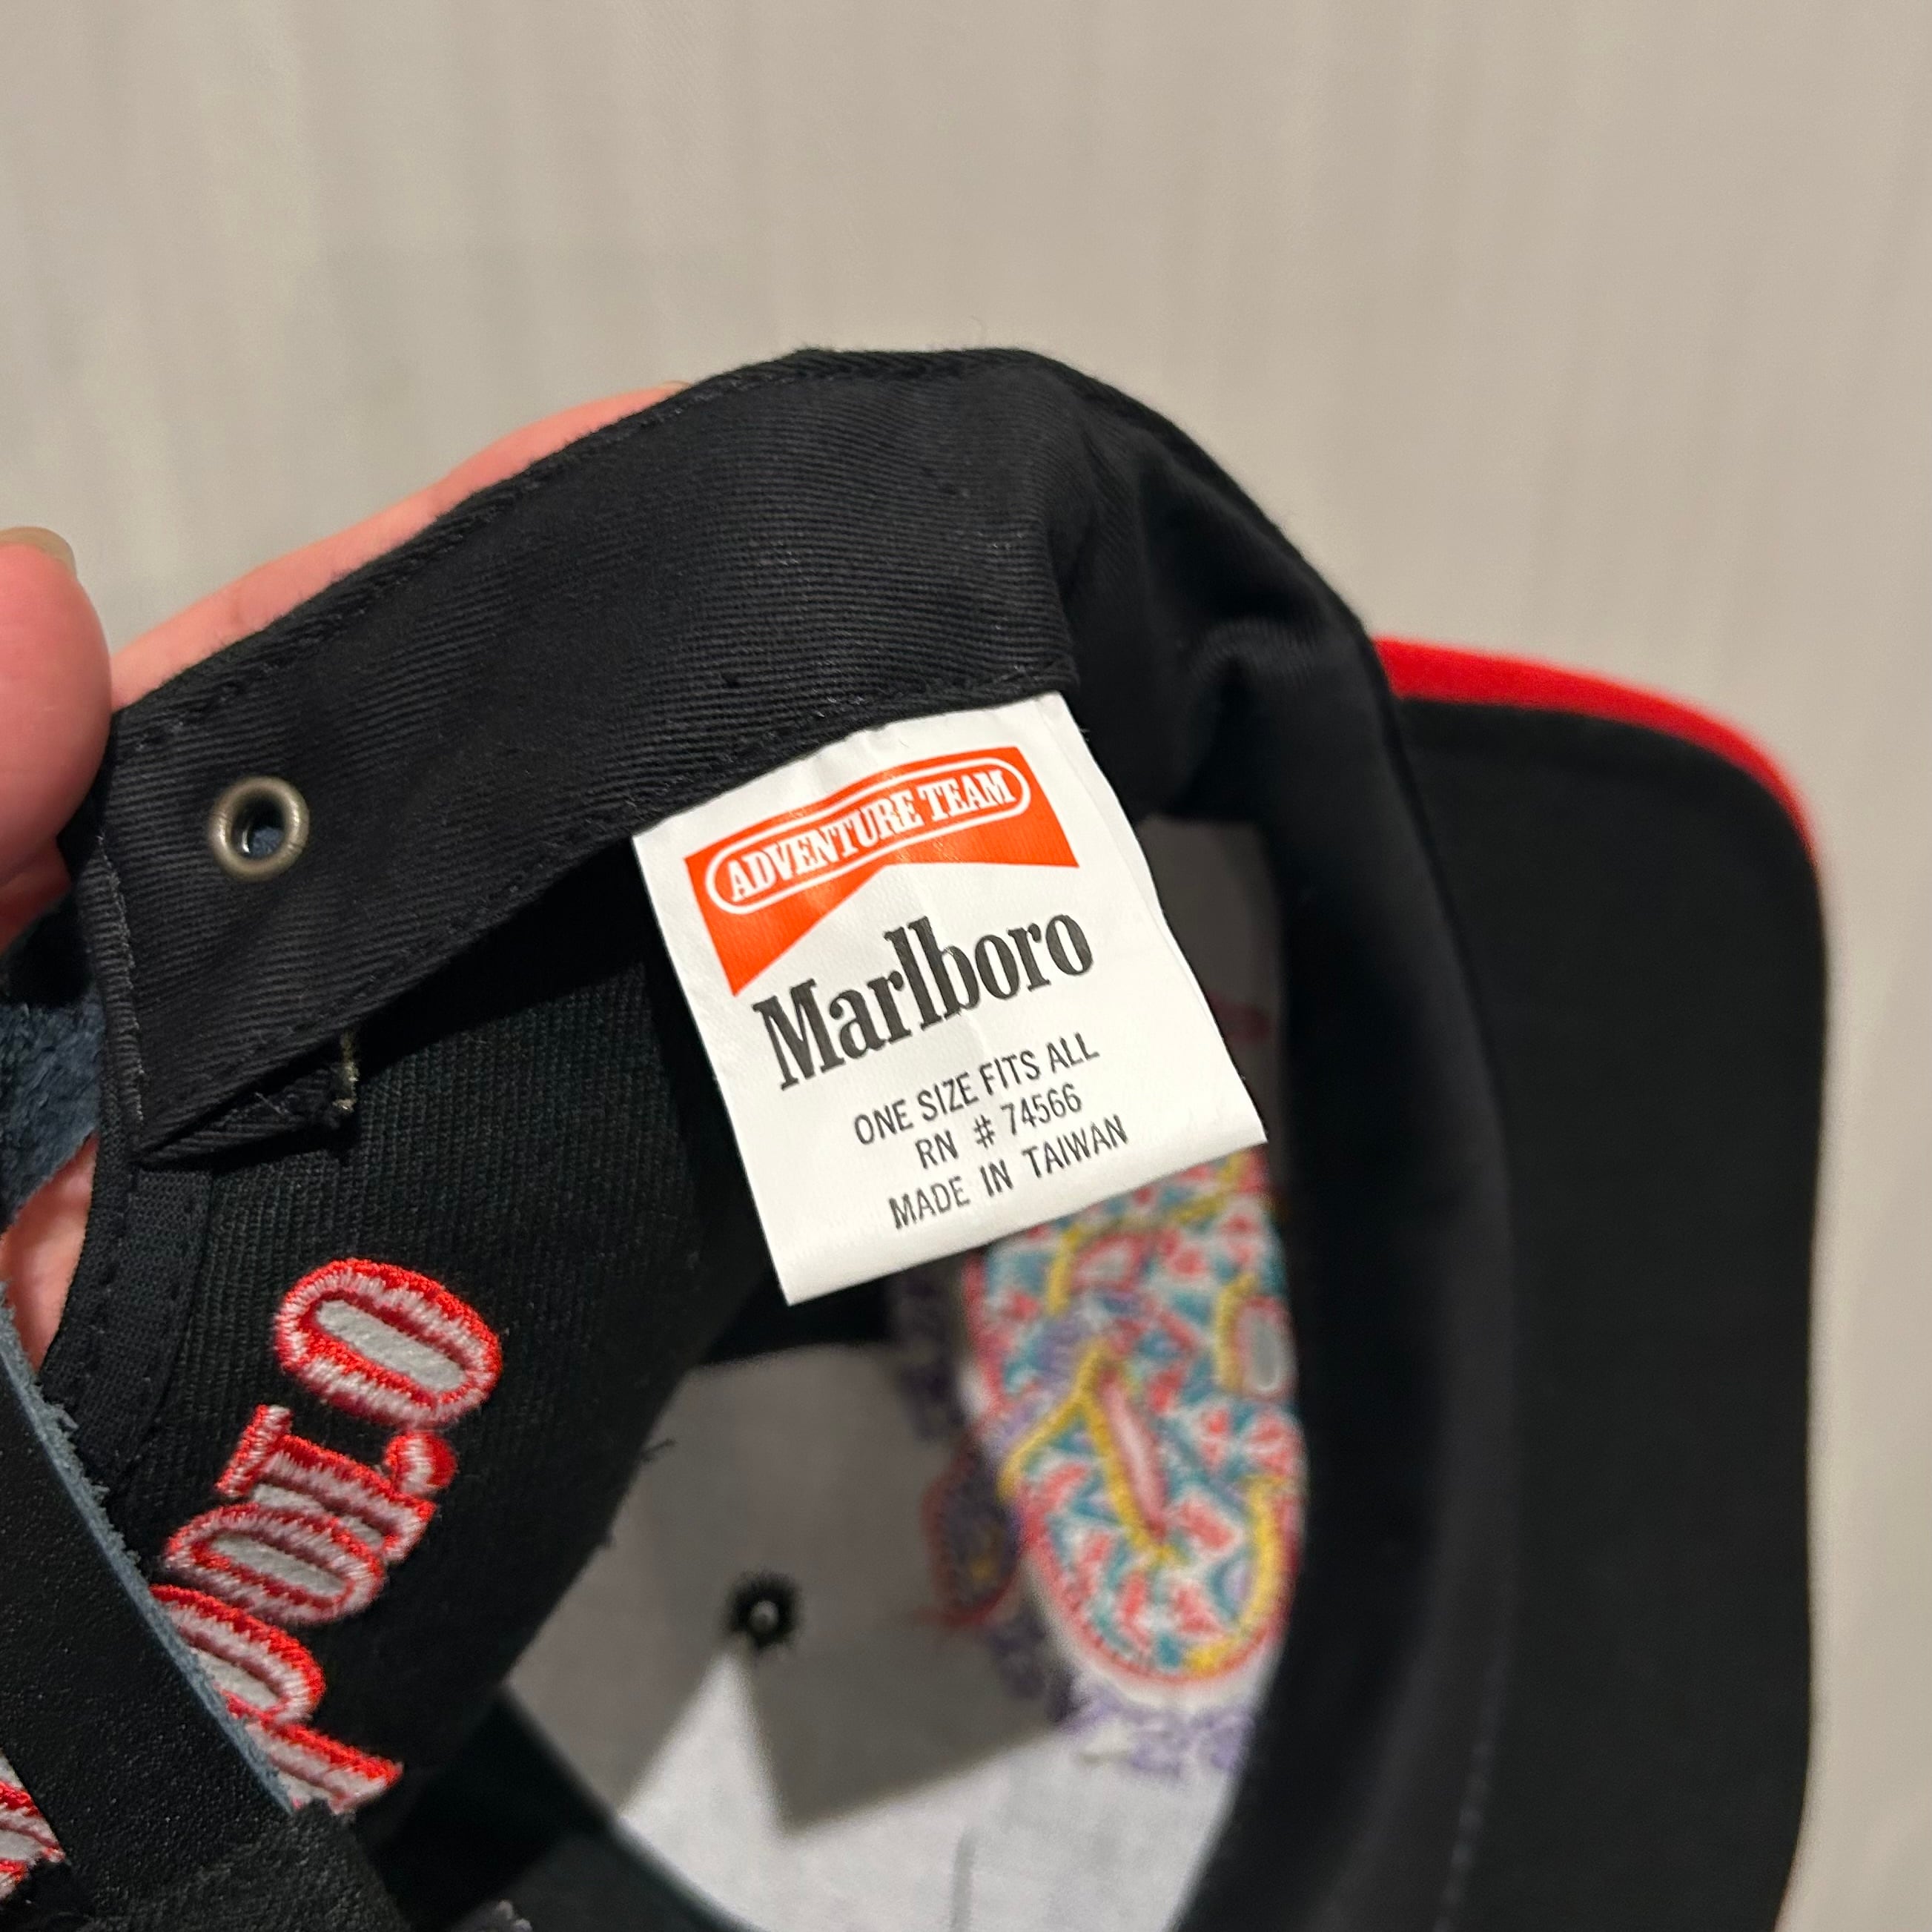 ADVENTURE TEAM
Marlboro
ONE SIZE FITS ALL
RN # 74566
MADE IN TAIWAN